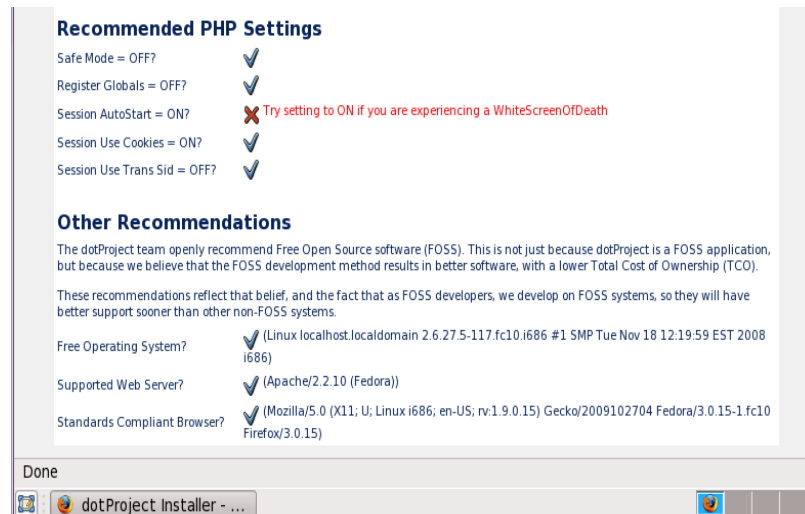 Recommended PHP Settings
Safe Mode = OFF?
Register Globals = OFF?
Session AutoStart = ON?
Try setting to ON if you are experiencing a WhiteScreenOfDeath
Session Use Cookies = ON?
Session Use Trans Sid = OFF?
Other Recommendations
The dotProject team openly recommend Free Open Source software (FOSS). This is not just because dotProject is a FOSS application,
but because we believe that the FOSS development method results in better software, with a lower Total Cost of Ownership (TCO).
These recommendations reflect that belief, and the fact that as FOSS developers, we develop on FOSS systems, so they will have
better support sooner than other non-FOSS systems.
Free Operating System?
(Linux localhost.localdomain 2.6.27.5-117.fc10.i686 #1 SMP Tue Nov 18 12:19:59 EST 2008
i686)
Supported Web Server?
(Apache/2.2.10 (Fedora))
Standards Compliant Browser?
(Mozilla/5.0 (X11; U; Linux i686; en-US; rv:1.9.0.15) Gecko/2009102704 Fedora/3.0.15-1.fc10
Firefox/3.0.15)
Done
dotProject Installer - ...